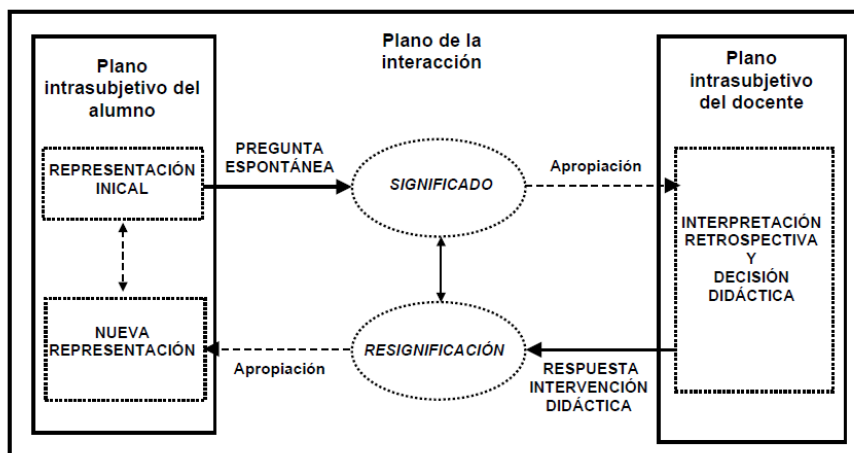 Plano
intrasubjetivo del
alumno
Plano de la
interacción
Plano
intrasubjetivo
del docente
PREGUNTA
ESPONTÁNEA
REPRESENTACIÓN
INICAL
SIGNIFICADO
Apropiación
INTERPRETACIÓN
RETROSPECTIVA
Y
DECISIÓN
DIDÁCTICA
NUEVA
REPRESENTACIÓN
Apropiación
RESIGNIFICACIÓN
RESPUESTA
INTERVENCIÓN
DIDÁCTICA